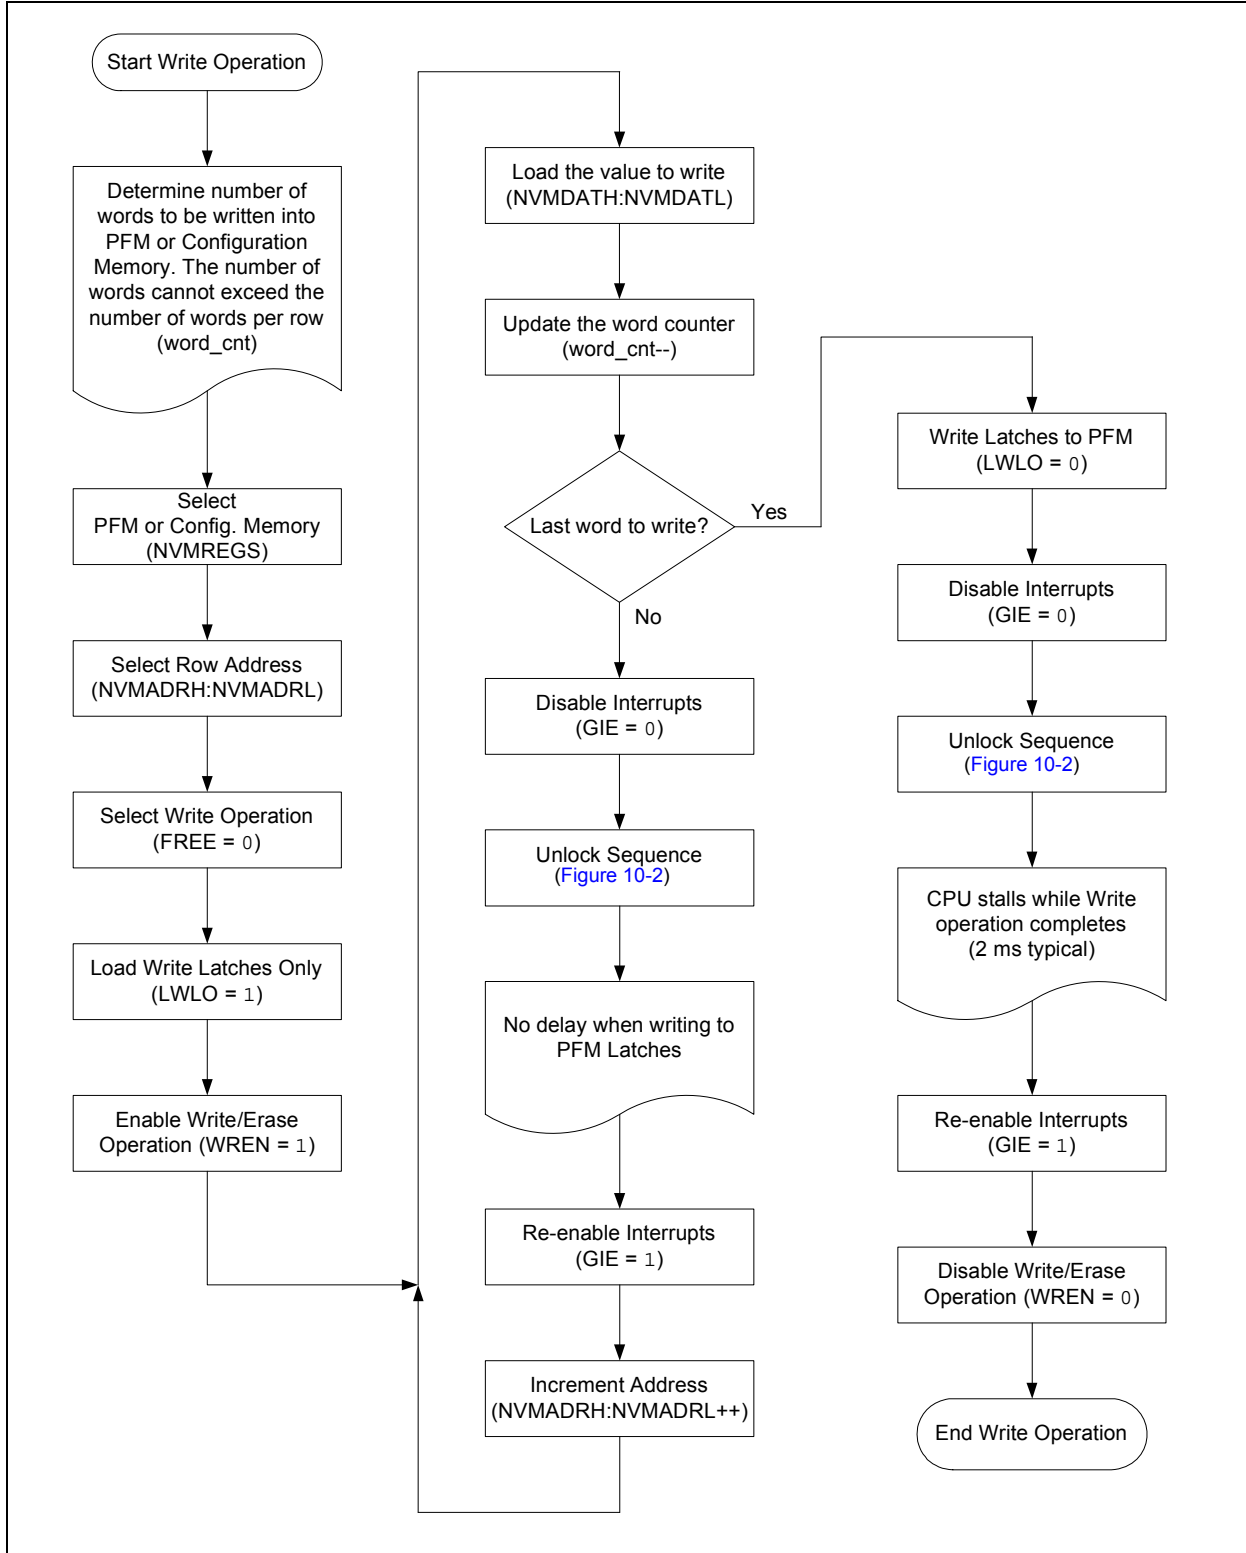 Start Write Operation
Determine number of
words to be written into
PFM or Configuration
Memory. The number of
words cannot exceed the
number of words per row
(word_cnt)
Select
PFM or Config. Memory
(NVMREGS)
Select Row Address
(NVMADRH:NVMADRL)
Select Write Operation
(FREE = 0)
Load Write Latches Only
(LWLO = 1)
Enable Write/Erase
Operation (WREN = 1)
Load the value to write
(NVMDATH:NVMDATL)
Update the word counter
(word_cnt--)
Last word to write?
Yes
No
Disable Interrupts
(GIE = 0)
Unlock Sequence
(Figure 10-2)
No delay when writing to
PFM Latches
Re-enable Interrupts
(GIE = 1)
Increment Address
(NVMADRH:NVMADRL++)
Write Latches to PFM
(LWLO = 0)
Disable Interrupts
(GIE = 0)
Unlock Sequence
(Figure 10-2)
CPU stalls while Write
operation completes
(2 ms typical)
Re-enable Interrupts
(GIE = 1)
Disable Write/Erase
Operation (WREN = 0)
End Write Operation